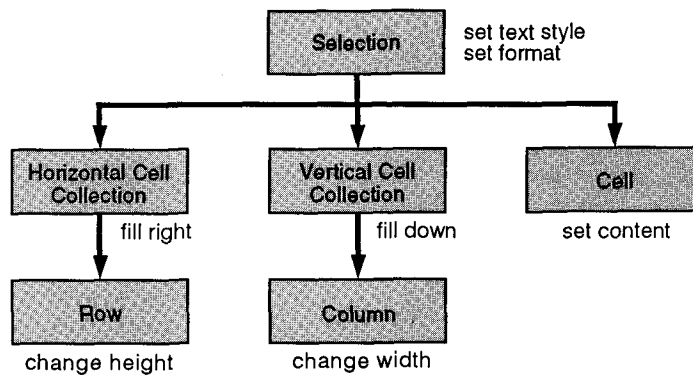 Selection
set text style
set format
Horizontal Cell
Collection
Vertical Cell
Collection
Cell
fill right
fill down
set content
Row
Column
change height
change width